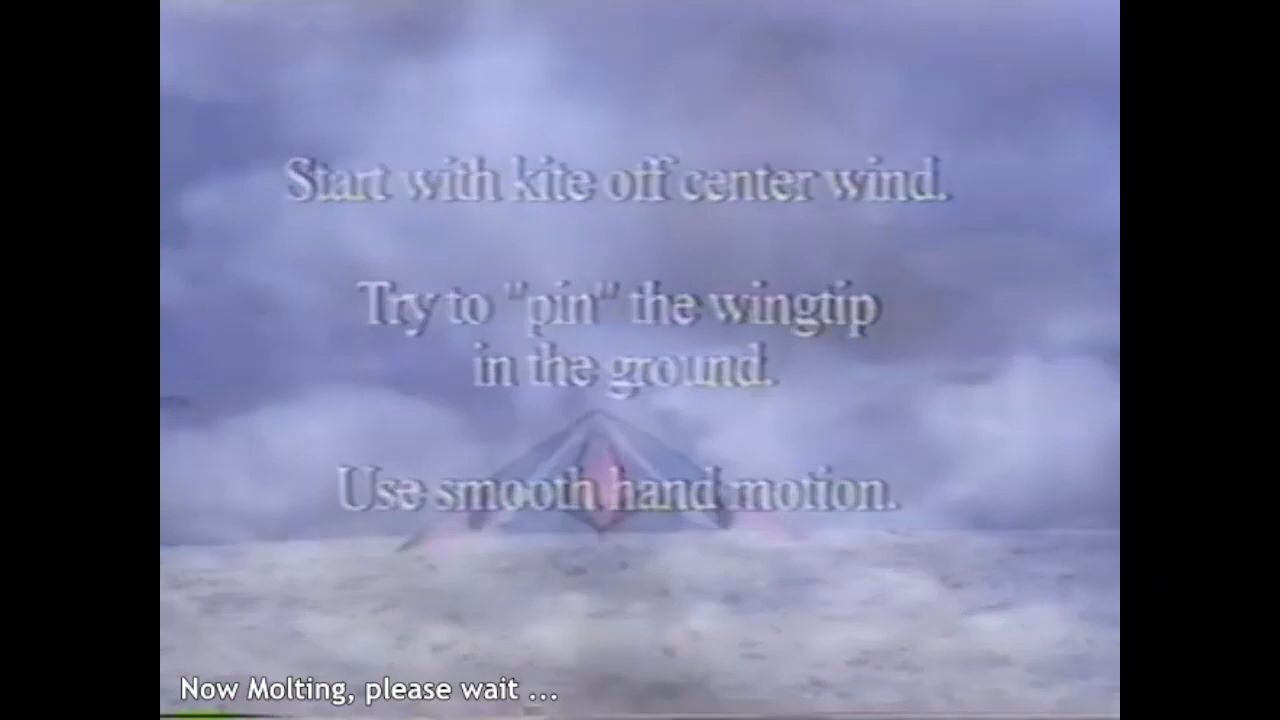 Start with kite off center wind.
Try to "pin" the wingtip
in the ground.
Use smooth hand motion.
Now Molting, please wait ...